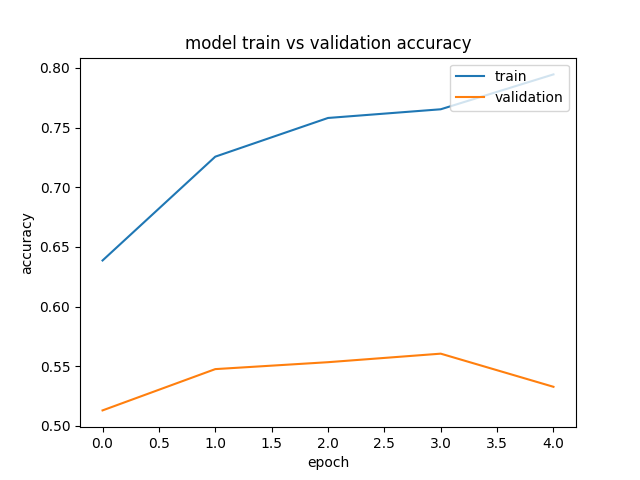 model train vs validation accuracy
train
validation
0.80
0.75
0.70
0.65
0.60
0.55
0.50
accuracy
0.0 0.5 1.0 1.5 2.0 2.5 3.0 3.5 4.0
epoch